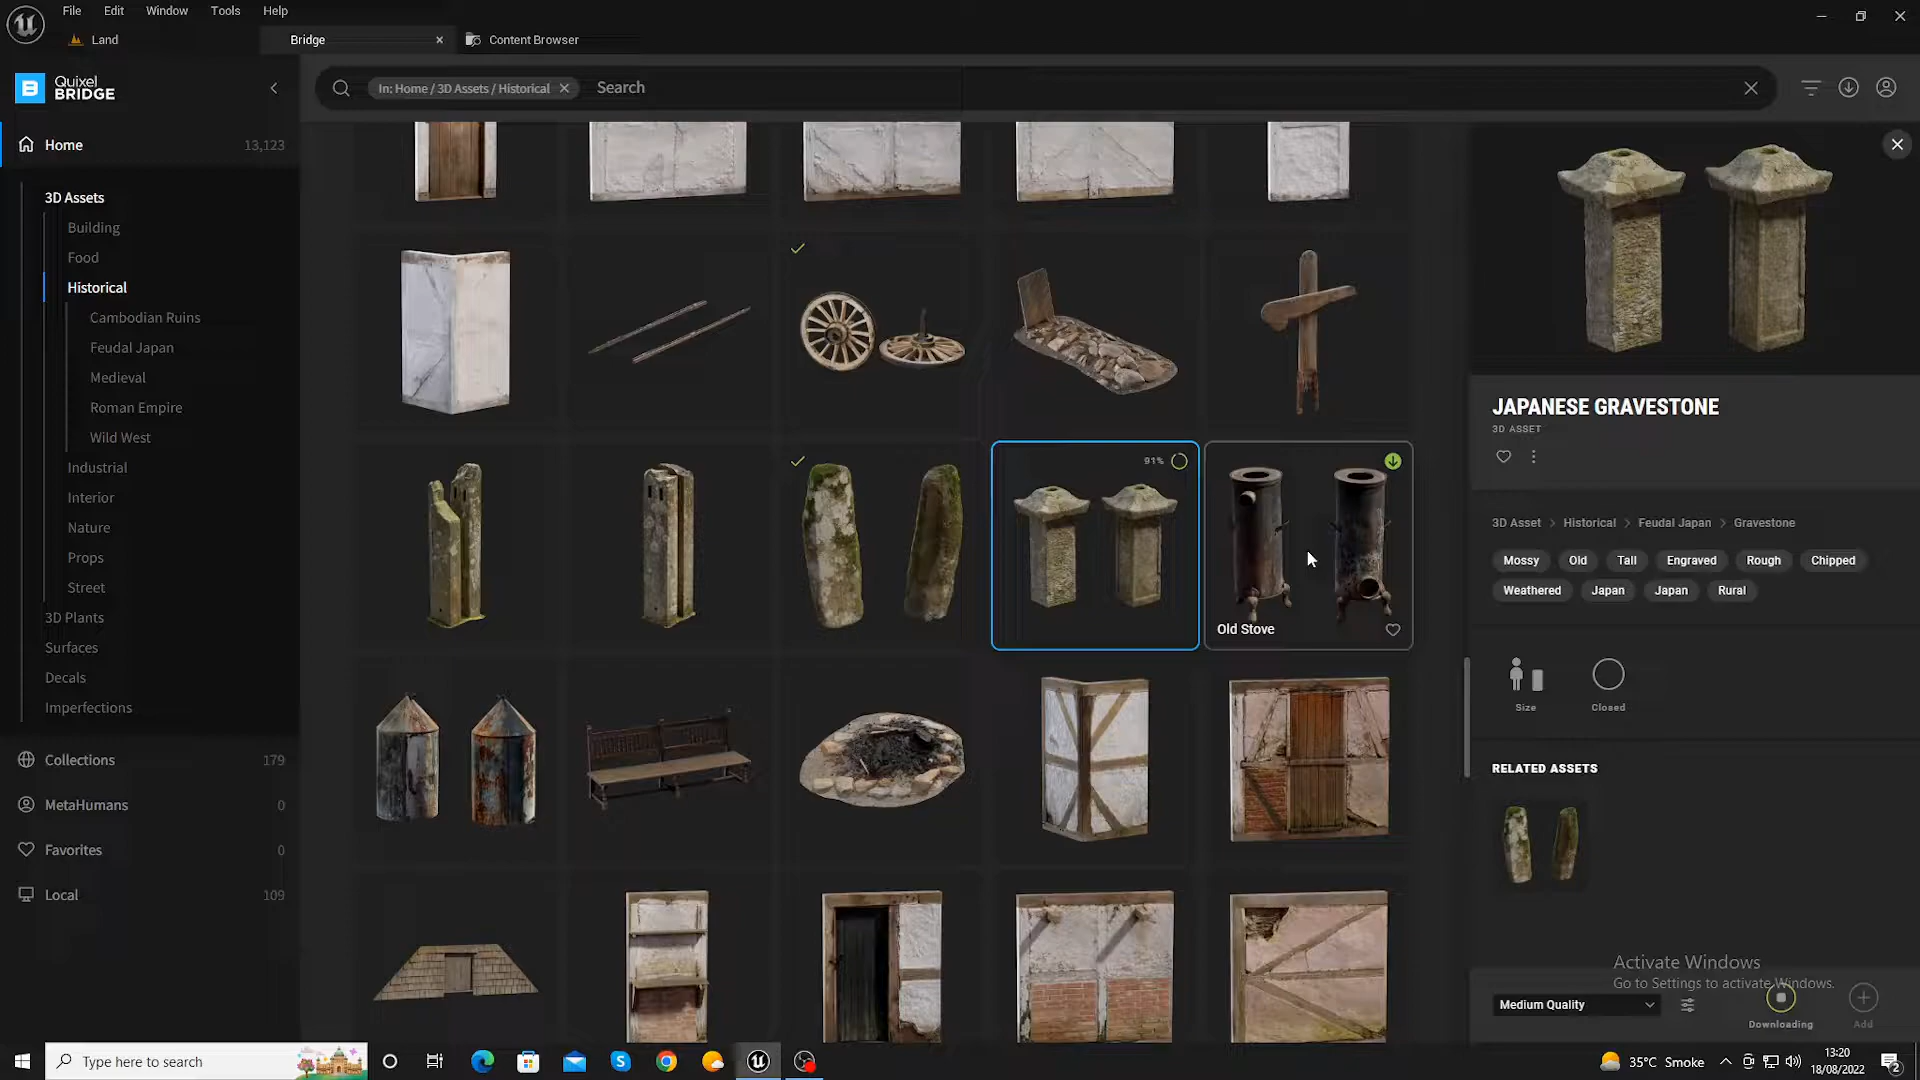 File Edit Window Tools Help
Land
Bridge
Content Browser
Quixel
BRIDGE
In: Home / 3D Assets / Historical
Search
Home 13,123
3D Assets
Building
Food
Historical
Cambodian Ruins
Feudal Japan
Medieval
Roman Empire
Wild West
Industrial
Interior
Nature
Props
Street
3D Plants
Surfaces
Decals
Imperfections
Collections 179
MetaHumans 0
Favorites 0
Local 109
91%
Old Stove
JAPANESE GRAVESTONE
3D ASSET
3D Asset > Historical > Feudal Japan > Gravestone
Mossy Old Tall Engraved Rough Chipped
Weathered Japan Japan Rural
Size Closed
RELATED ASSETS
Activate Windows
Go to Settings to activate Windows.
Medium Quality
Downloading Add
Type here to search
35°C Smoke
13:20
18/08/2022
2